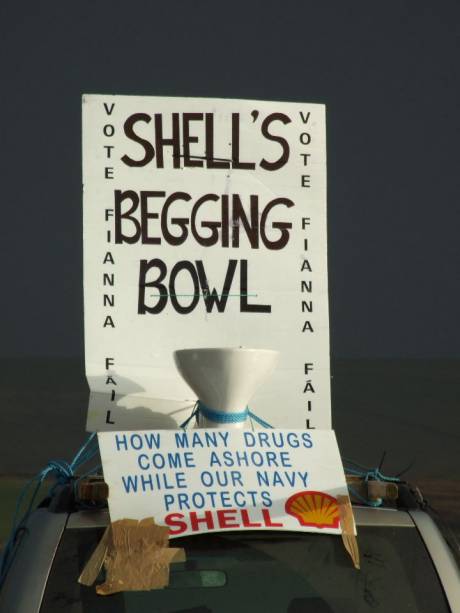 VOTE FIANNA FÁIL
SHELL'S
BEGGING
BOWL
VOTE FIANNA FÁIL
HOW MANY DRUGS
COME ASHORE
WHILE OUR NAVY
PROTECTS
SHELL